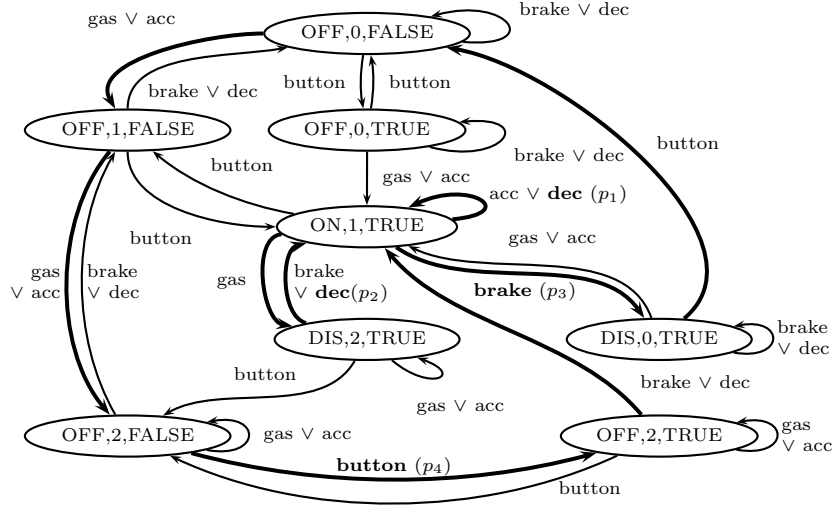 brake ∨ dec
gas ∨ acc
OFF,0,FALSE
button
button
brake ∨ dec
OFF,1,FALSE
OFF,0,TRUE
button
brake ∨ dec
button
gas ∨ acc
acc ∨ dec (p₁)
ON,1,TRUE
button
gas ∨ acc
gas
∨ acc
brake
∨ dec
gas
brake
∨ dec(p₂)
brake (p₃)
DIS,2,TRUE
DIS,0,TRUE
brake
∨ dec
button
brake ∨ dec
gas ∨ acc
OFF,2,FALSE
gas ∨ acc
OFF,2,TRUE
gas
∨ acc
button (p₄)
button